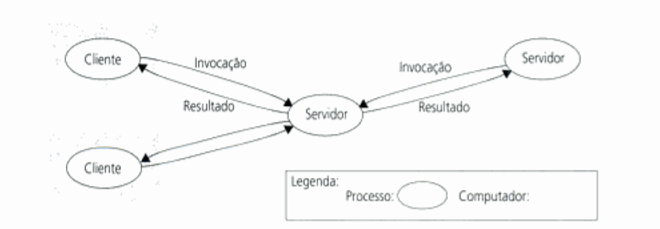 Cliente
Invocação
Resultado
Servidor
Invocação
Resultado
Servidor
Cliente
Legenda:
Processo:
Computador: